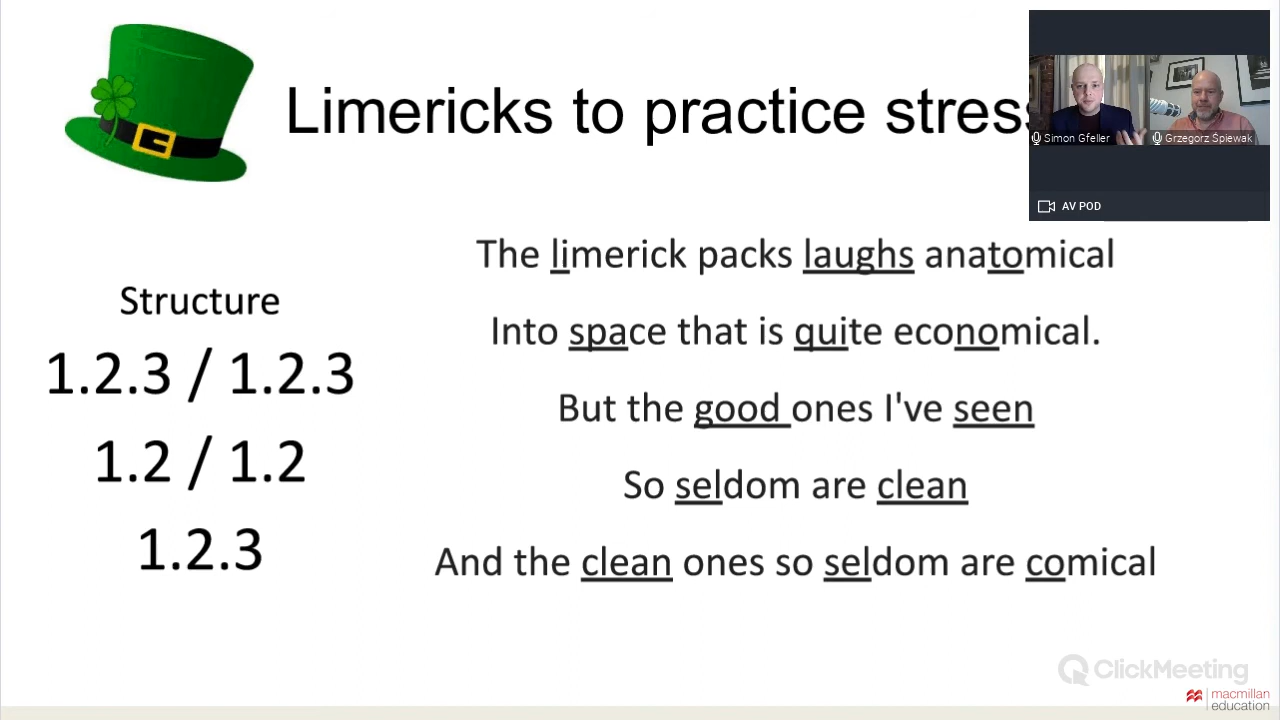 Limericks to practice stress
Simon Gfeller
Grzegorz Śpiewak
AV POD
Structure
1.2.3 / 1.2.3
1.2 / 1.2
1.2.3
The limerick packs laughs anatomical
Into space that is quite economical.
But the good ones I've seen
So seldom are clean
And the clean ones so seldom are comical
ClickMeeting
macmillan
education